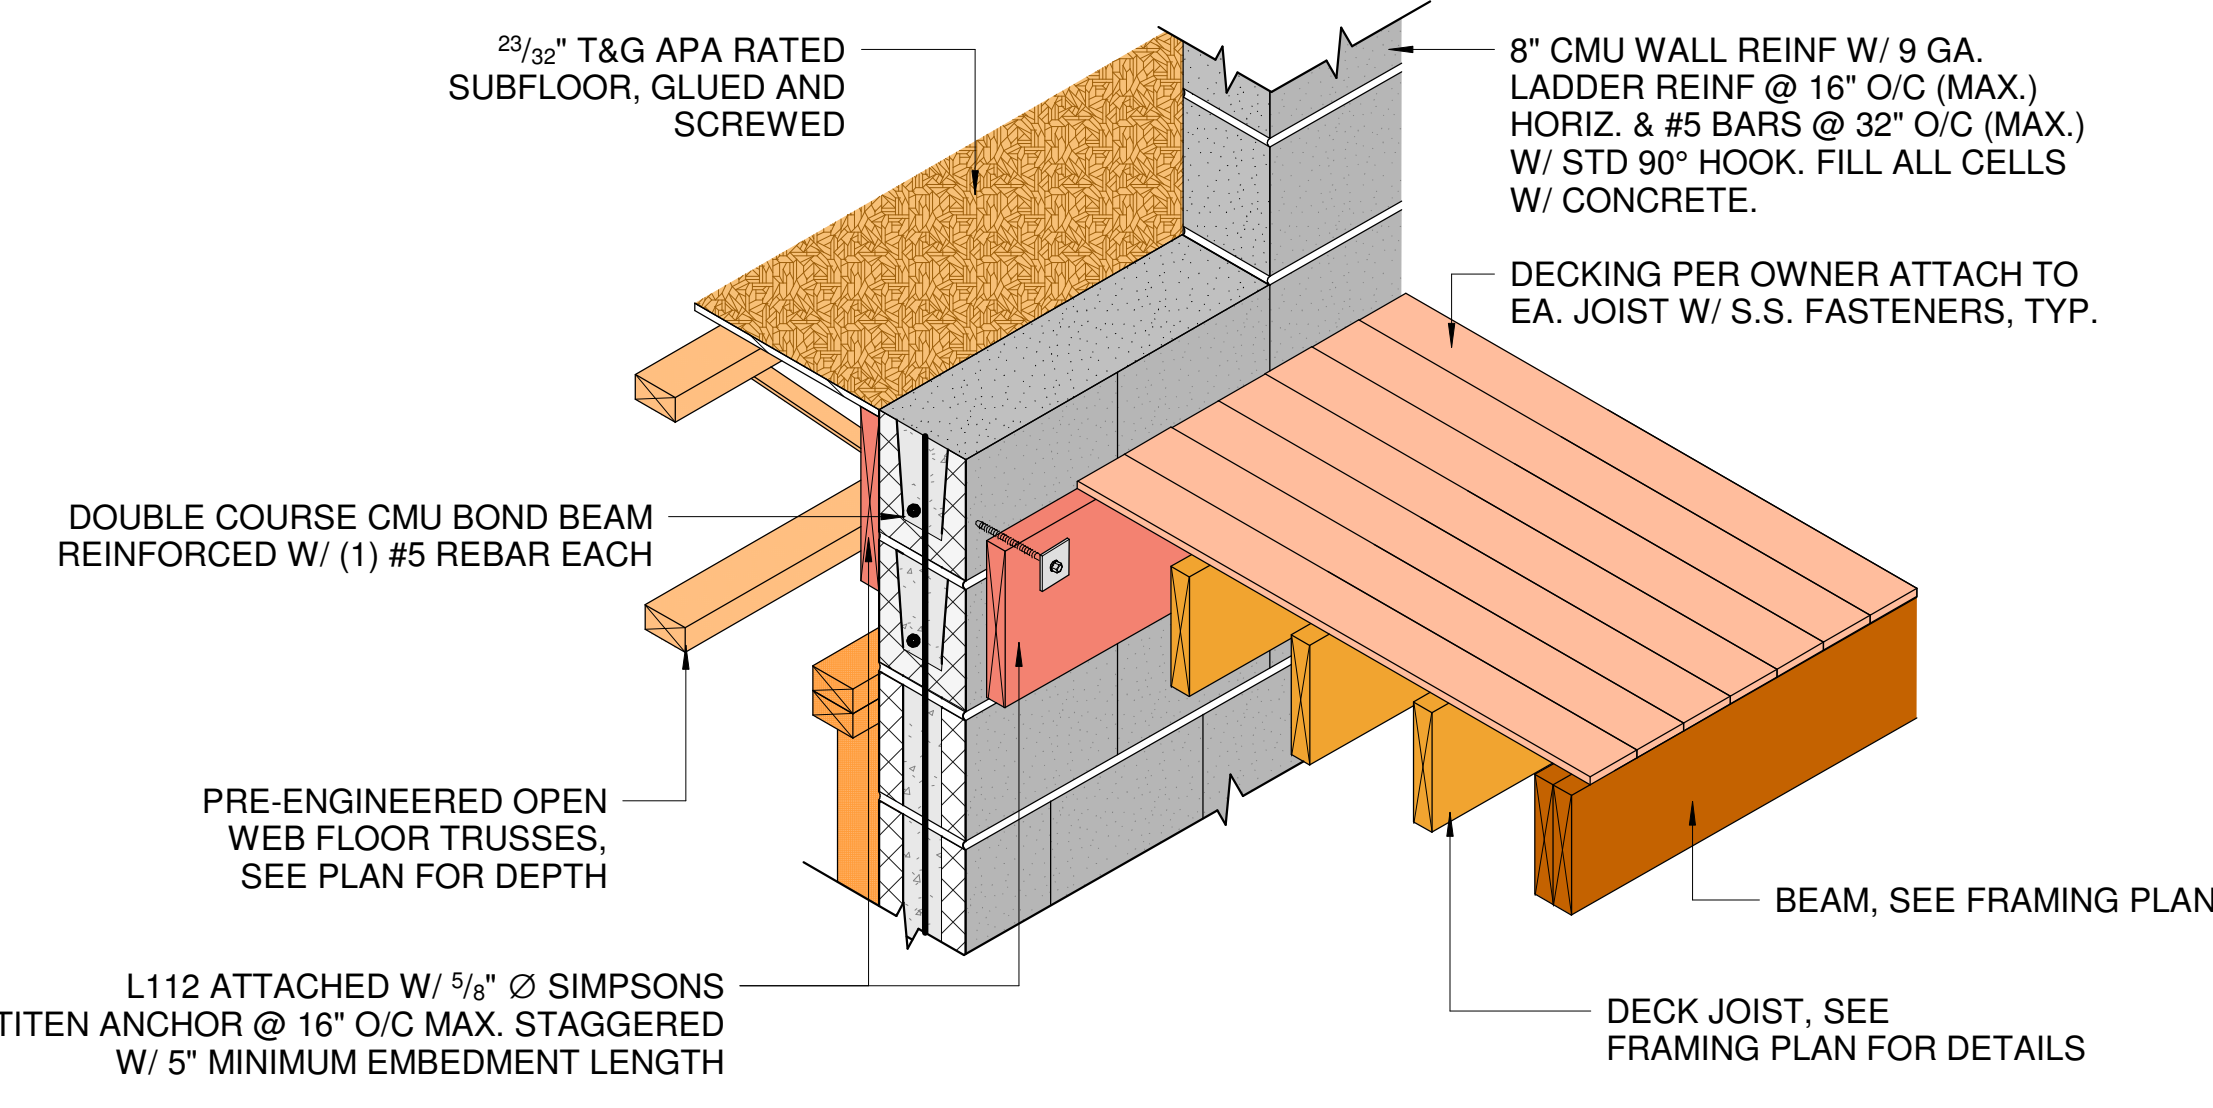 23/32" T&G APA RATED
SUBFLOOR, GLUED AND
SCREWED
8" CMU WALL REINF W/ 9 GA.
LADDER REINF @ 16" O/C (MAX.)
HORIZ. & #5 BARS @ 32" O/C (MAX.)
W/ STD 90° HOOK. FILL ALL CELLS
W/ CONCRETE.
DECKING PER OWNER ATTACH TO
EA. JOIST W/ S.S. FASTENERS, TYP.
DOUBLE COURSE CMU BOND BEAM
REINFORCED W/ (1) #5 REBAR EACH
PRE-ENGINEERED OPEN
WEB FLOOR TRUSSES,
SEE PLAN FOR DEPTH
BEAM, SEE FRAMING PLAN
L112 ATTACHED W/ 5/8" Ø SIMPSONS
TITEN ANCHOR @ 16" O/C MAX. STAGGERED
W/ 5" MINIMUM EMBEDMENT LENGTH
DECK JOIST, SEE
FRAMING PLAN FOR DETAILS